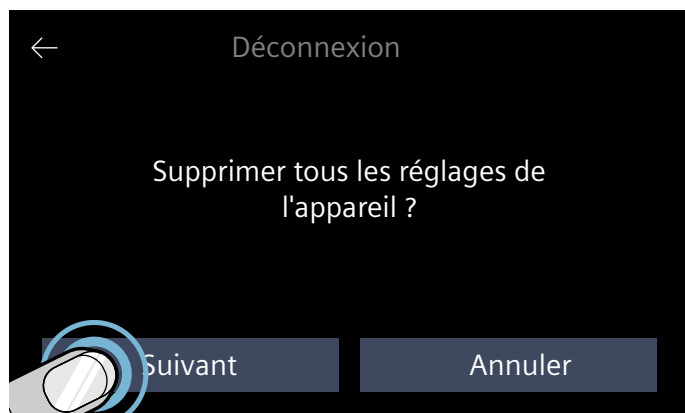 Déconnexion
Supprimer tous les réglages de
l'appareil ?
Suivant
Annuler